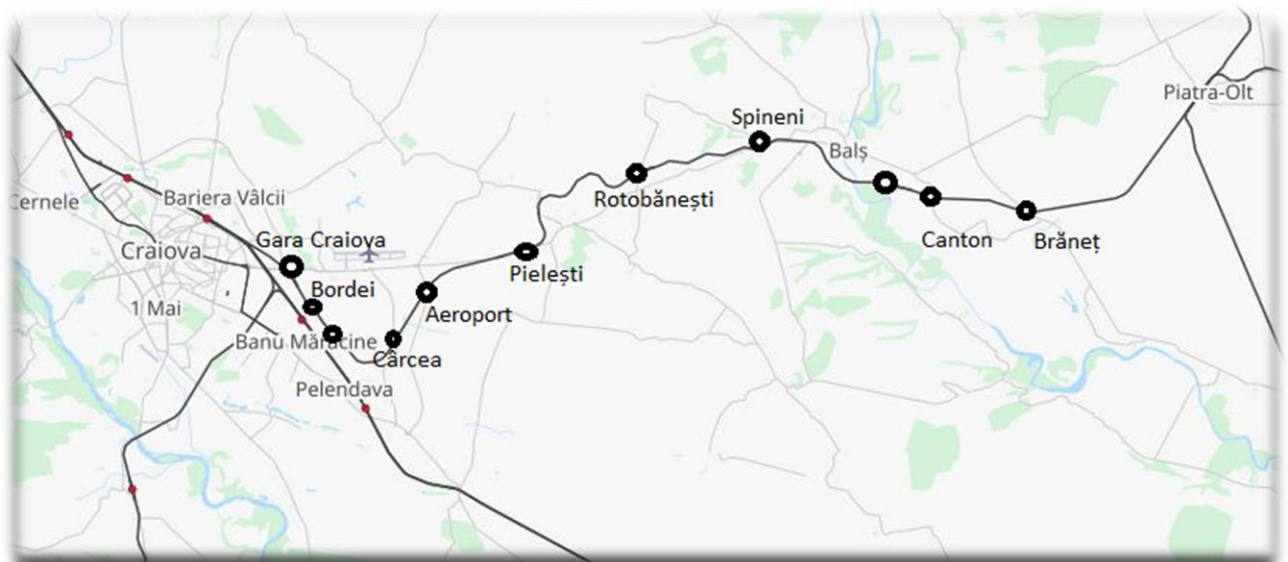 Piatra-Olt
Spineni
Balș
Cernele
Bariera Vâlcii
Rotobănești
Craiova
Gara Craiova
Canton
Brăneț
Pielești
Bordei
1 Mai
Aeroport
Banu Mărăcine
Cârcea
Pelendava